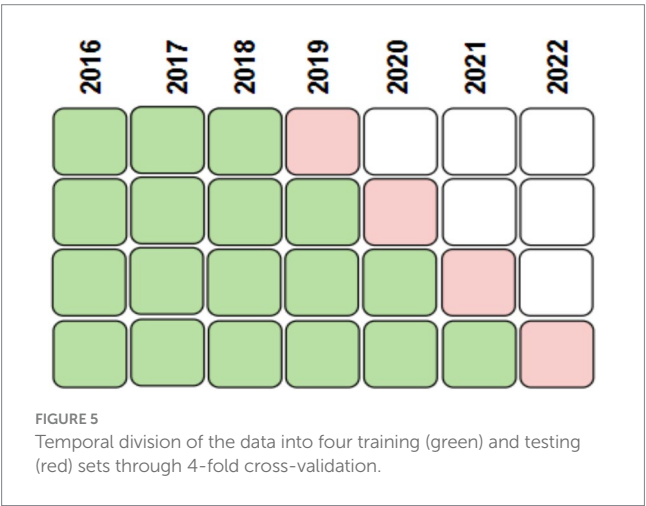 2016 2017 2018 2019 2020 2021 2022
FIGURE 5
Temporal division of the data into four training (green) and testing
(red) sets through 4-fold cross-validation.